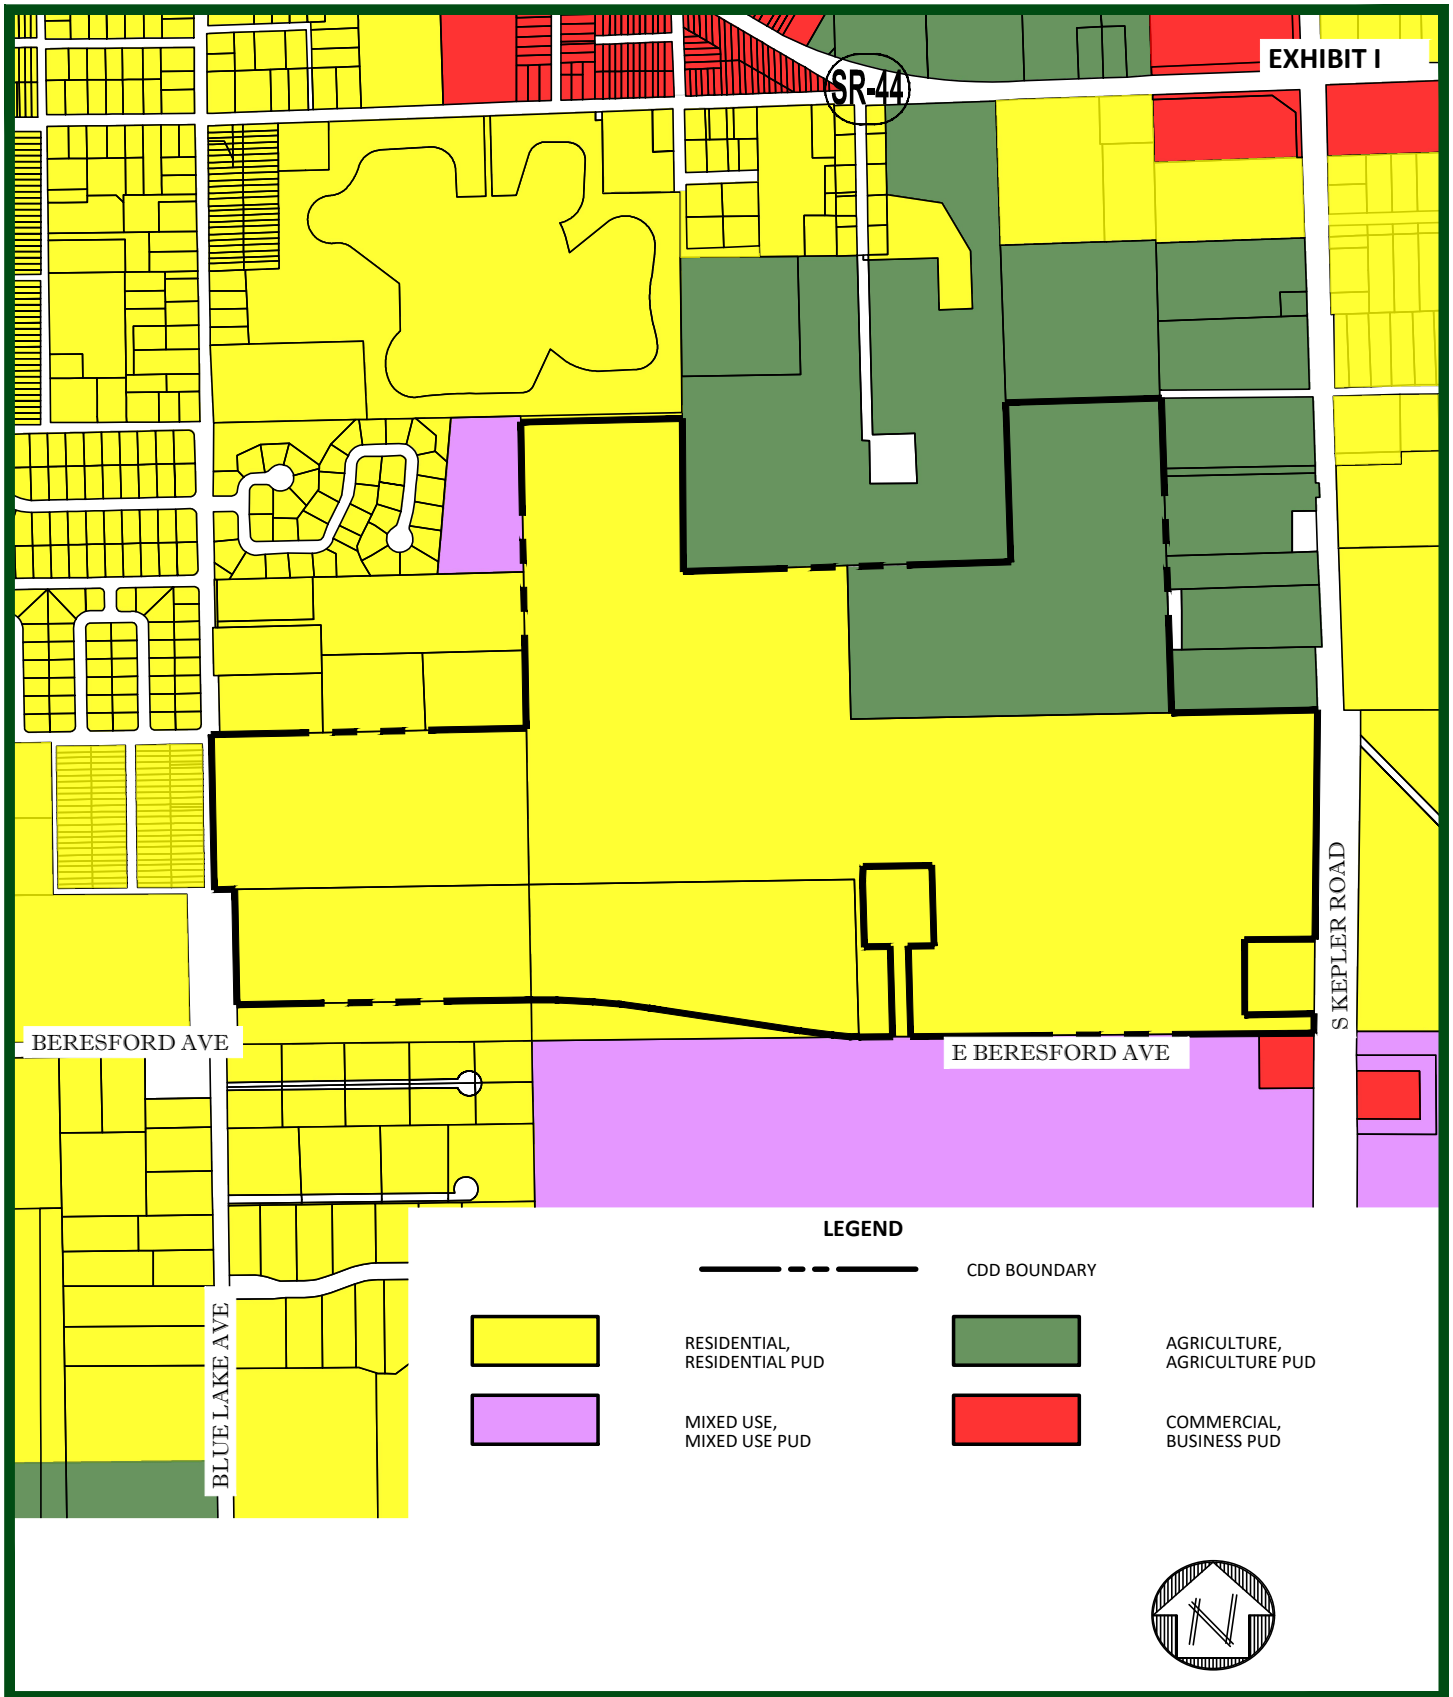 EXHIBIT I
SR-44
S KEPLER ROAD
BERESFORD AVE
E BERESFORD AVE
BLUE LAKE AVE
LEGEND
CDD BOUNDARY
RESIDENTIAL,
RESIDENTIAL PUD
AGRICULTURE,
AGRICULTURE PUD
MIXED USE,
MIXED USE PUD
COMMERCIAL,
BUSINESS PUD
N